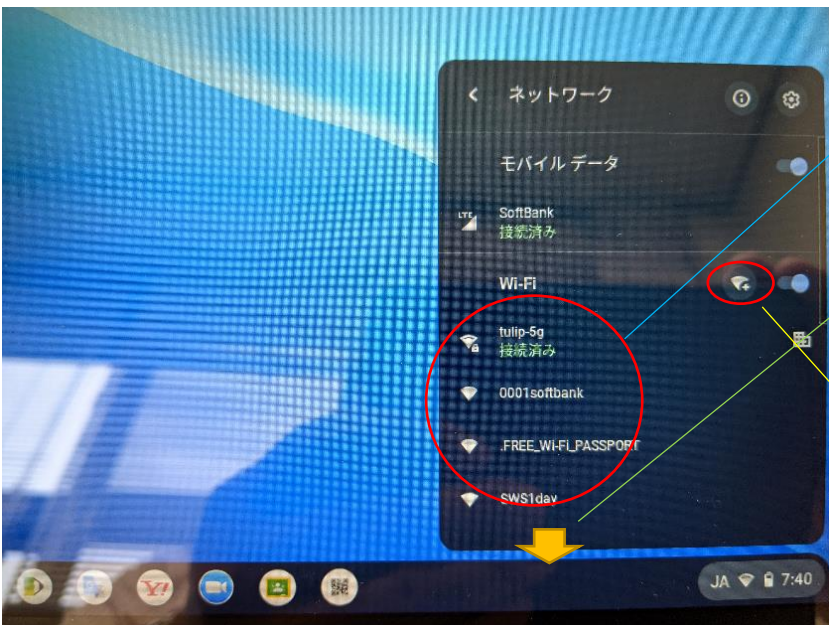 ネットワーク
モバイル データ
LTE
SoftBank
接続済み
Wi-Fi
tulip-5g
接続済み
0001softbank
.FREE_Wi-Fi_PASSPORT
SWS1day
Y!
JA
7:40